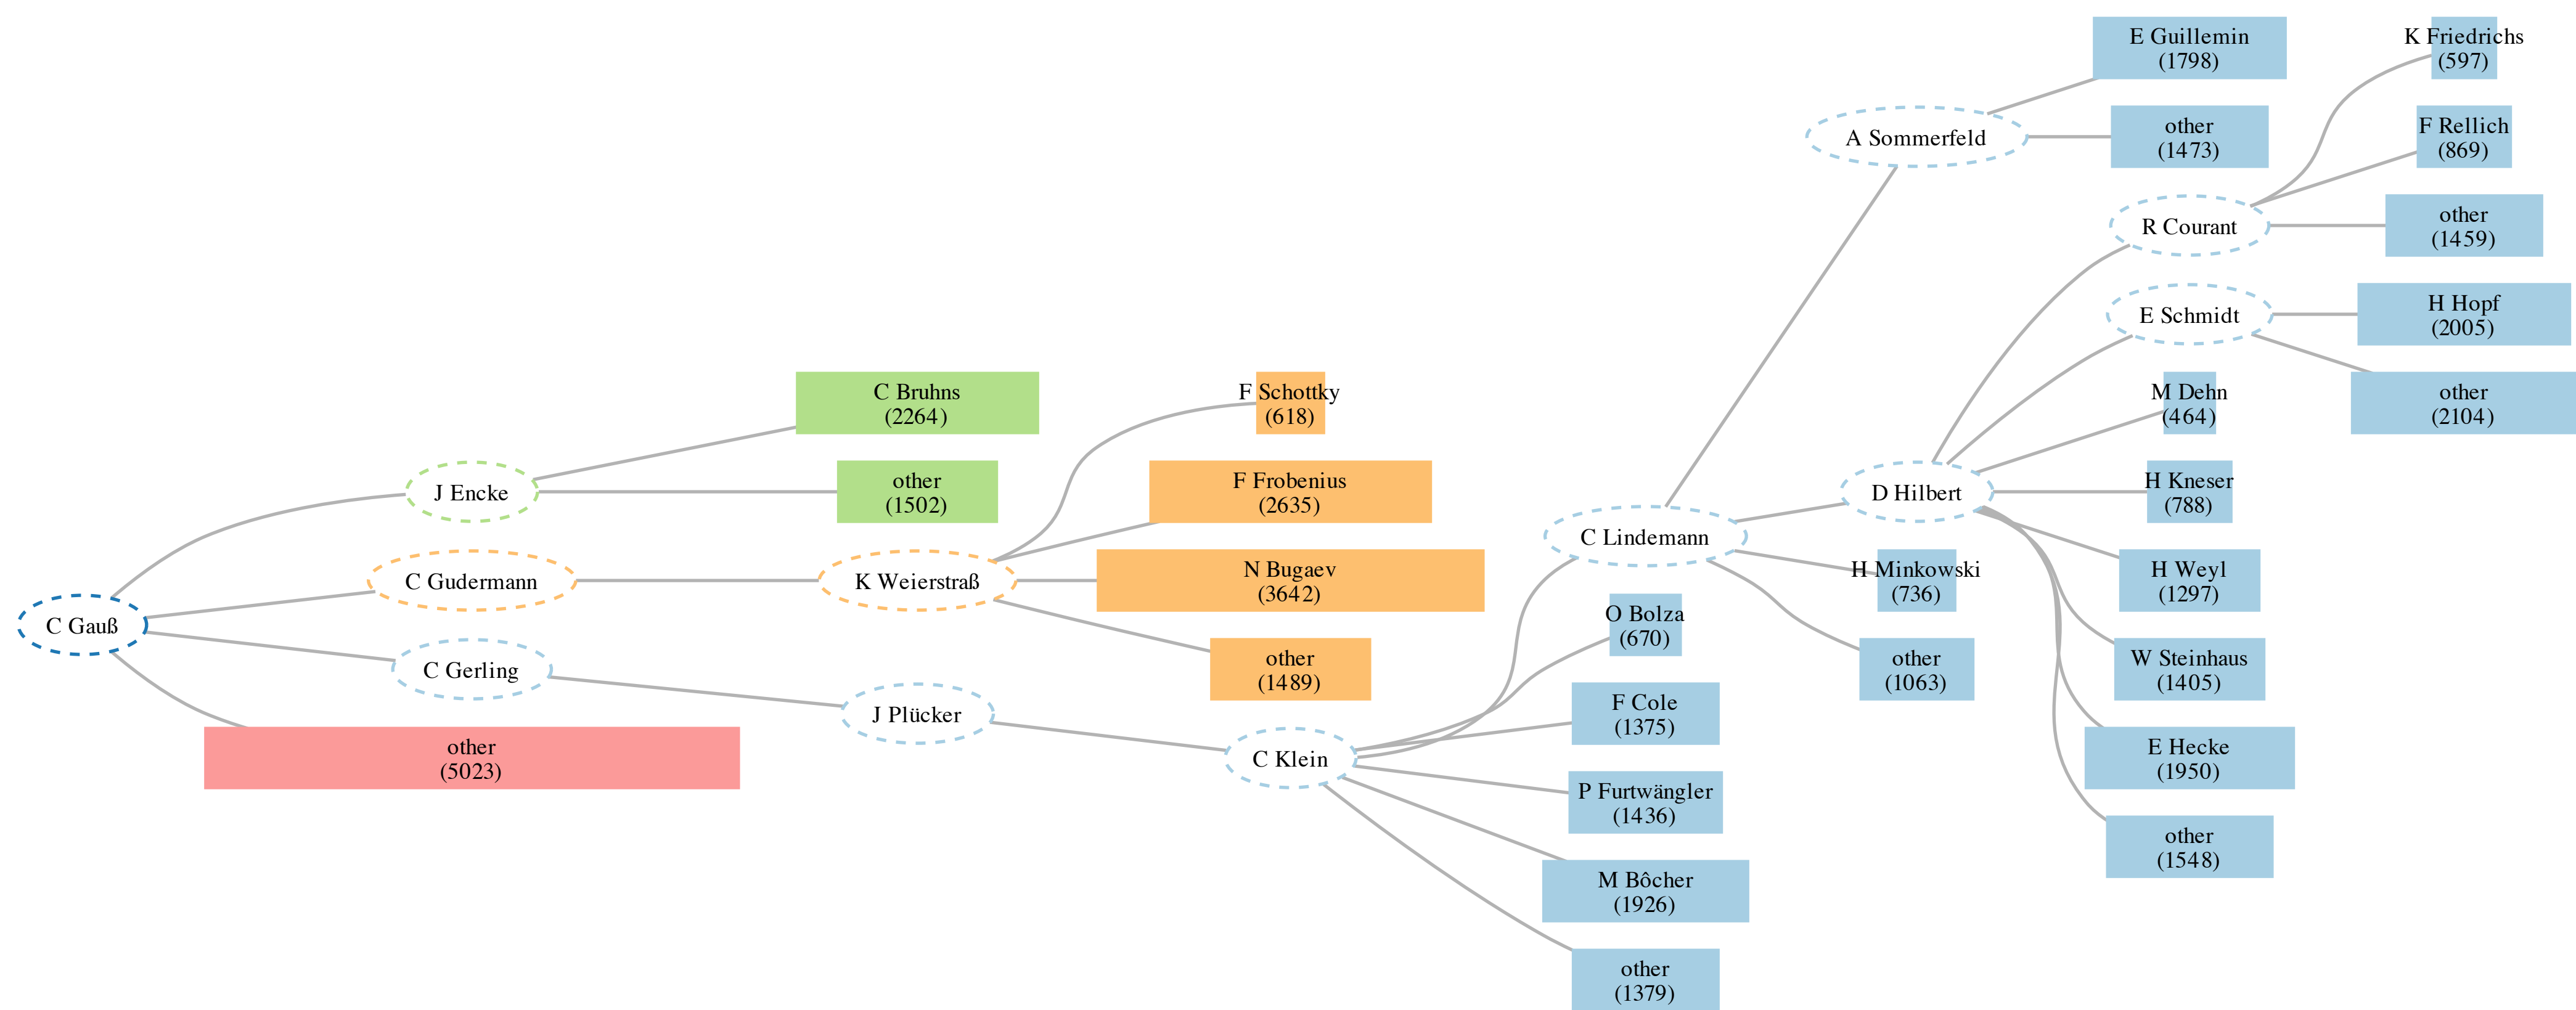 C Gauß
J Encke
C Gudermann
C Gerling
other
(5023)
C Bruhns
(2264)
other
(1502)
K Weierstraß
J Plücker
F Schottky
(618)
F Frobenius
(2635)
N Bugaev
(3642)
other
(1489)
C Klein
C Lindemann
O Bolza
(670)
F Cole
(1375)
P Furtwängler
(1436)
M Bôcher
(1926)
other
(1379)
A Sommerfeld
D Hilbert
H Minkowski
(736)
other
(1063)
E Guillemin
(1798)
other
(1473)
R Courant
E Schmidt
M Dehn
(464)
H Kneser
(788)
H Weyl
(1297)
W Steinhaus
(1405)
E Hecke
(1950)
other
(1548)
K Friedrichs
(597)
F Rellich
(869)
other
(1459)
H Hopf
(2005)
other
(2104)